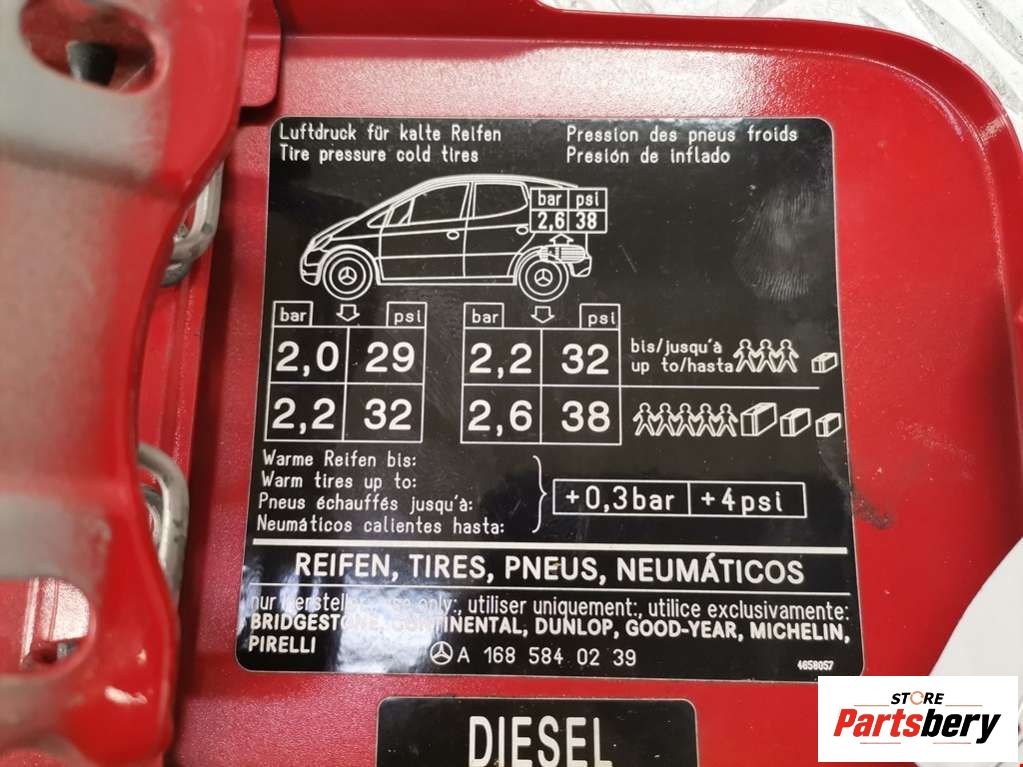 Luftdruck für kalte Reifen
Tire pressure cold tires
Pression des pneus froids
Presión de inflado
bar psi
2,6 38
bar psi
2,0 29
2,2 32
bar psi
2,2 32
2,6 38
bis/jusqu'à
up to/hasta
Warme Reifen bis:
Warm tires up to:
Pneus échauffés jusqu'à:
Neumáticos calientes hasta:
+0,3bar +4psi
REIFEN, TIRES, PNEUS, NEUMÁTICOS
nur only:, utiliser uniquement:, utilice exclusivamente:
BRIDGESTONE, CONTINENTAL, DUNLOP, GOOD-YEAR, MICHELIN,
PIRELLI
A 168 584 02 39
4658057
DIESEL
STORE
Partsbery